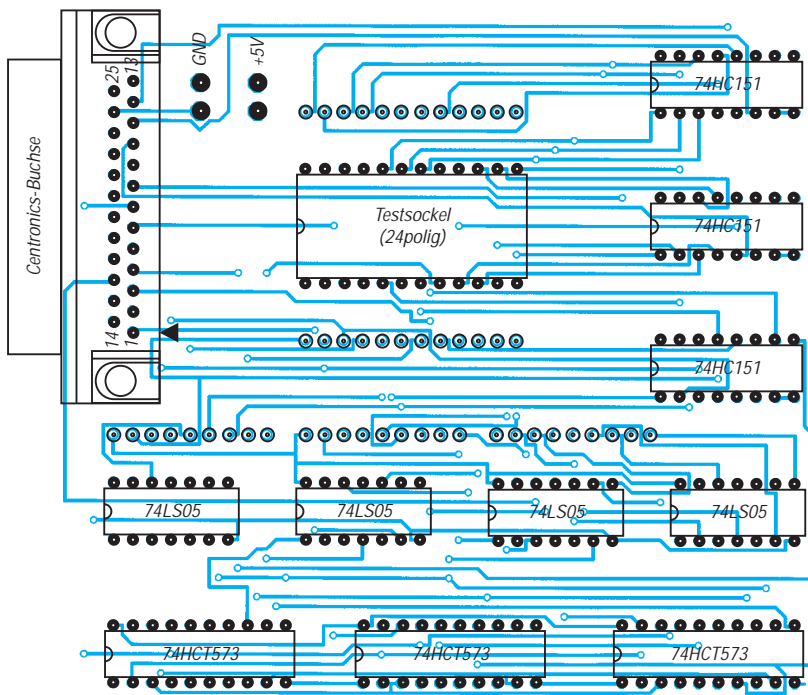 Centronics-Buchse
25
13
14
1
GND
+5V
74HC151
Testsockel
(24polig)
74HC151
74HC151
74LS05
74LS05
74LS05
74LS05
74HCT573
74HCT573
74HCT573